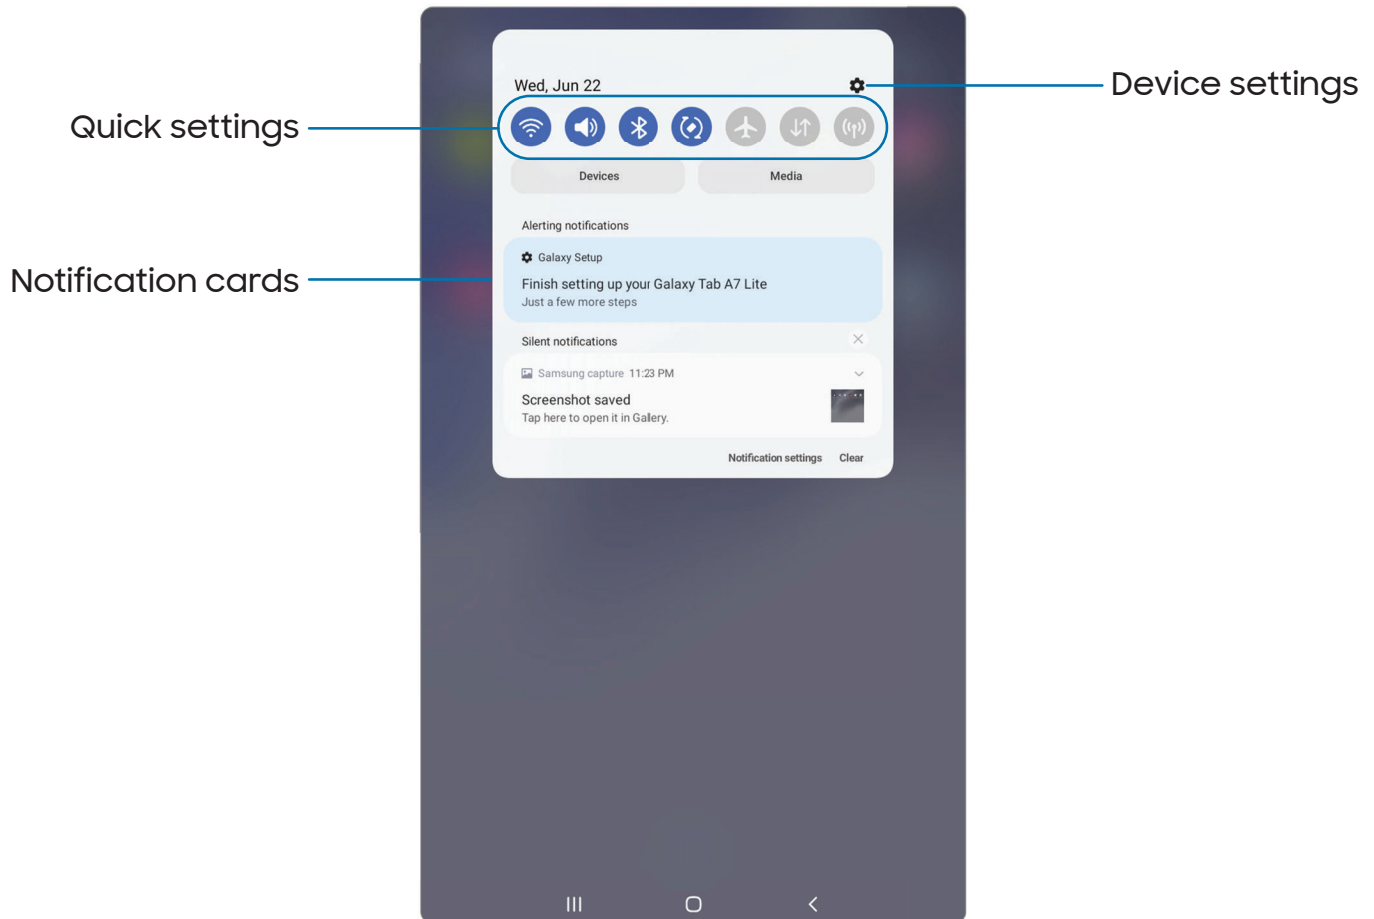 Wed, Jun 22
Device settings
Quick settings
Devices
Media
Alerting notifications
Galaxy Setup
Notification cards
Finish setting up your Galaxy Tab A7 Lite
Just a few more steps
Silent notifications
Samsung capture 11:23 PM
Screenshot saved
Tap here to open it in Gallery.
Notification settings
Clear